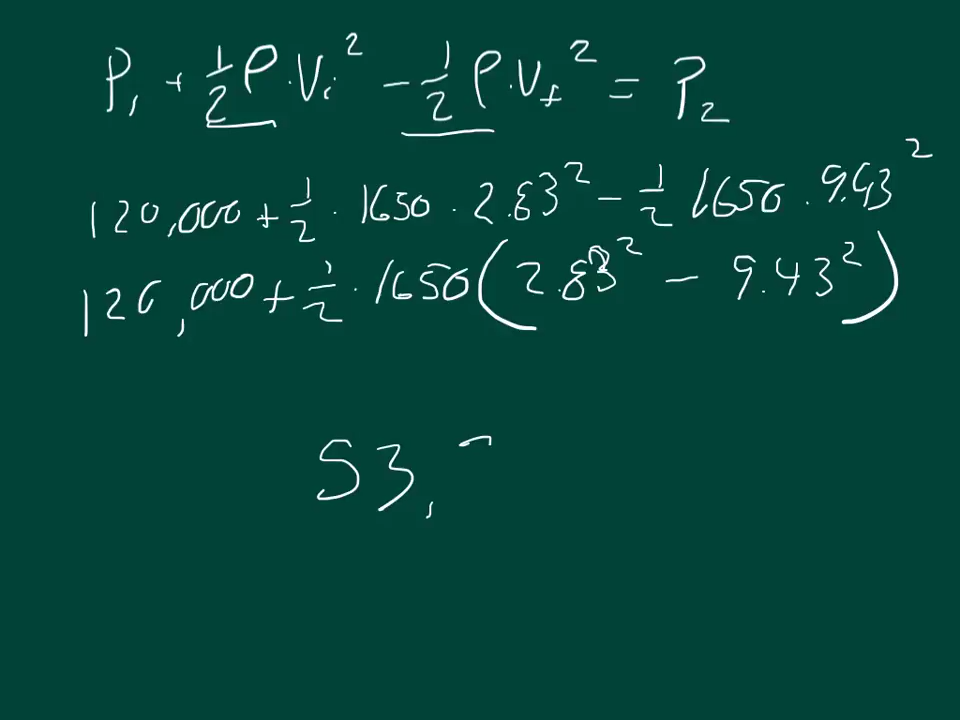 P₁ + ½ρ·Vᵢ² − ½ρ·V_f² = P₂
120,000 + ½ · 1650 · 2.83² − ½ 1650 · 9.43²
120,000 + ½ · 1650 (2.83² − 9.43²)
53,